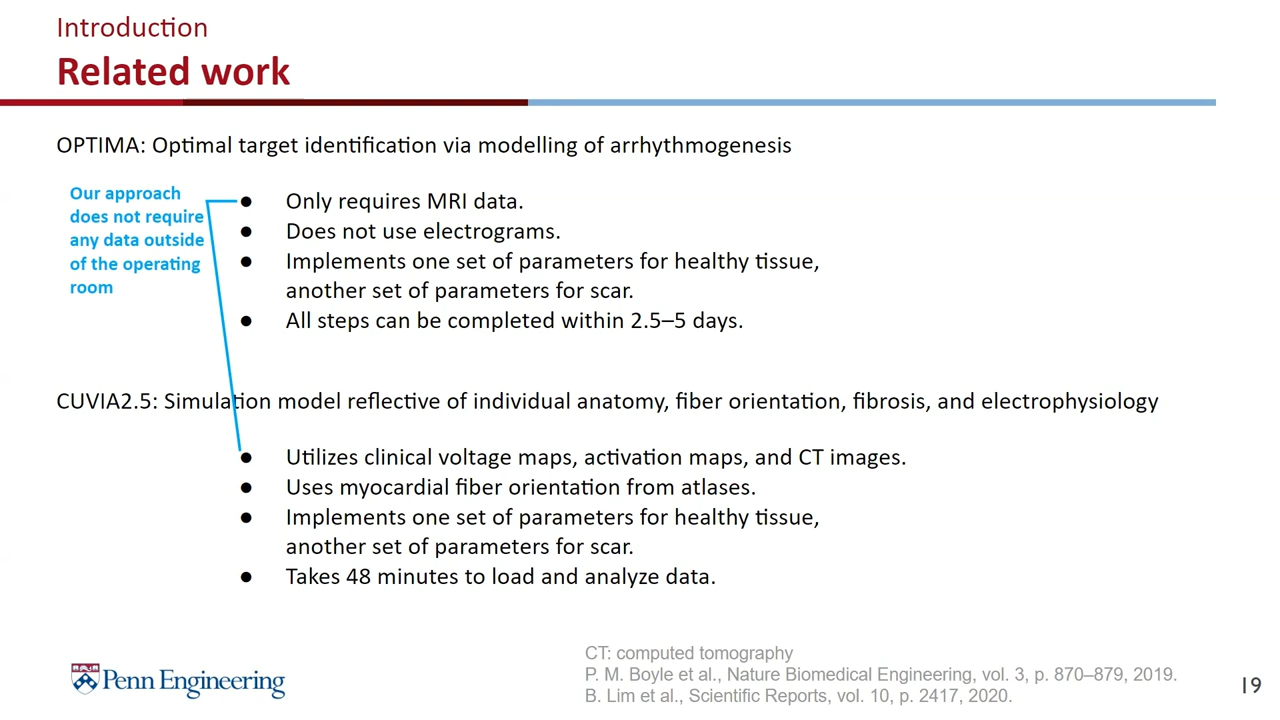 Introduction
Related work
OPTIMA: Optimal target identification via modelling of arrhythmogenesis
Our approach
does not require
any data outside
of the operating
room
● Only requires MRI data.
● Does not use electrograms.
● Implements one set of parameters for healthy tissue,
another set of parameters for scar.
● All steps can be completed within 2.5–5 days.
CUVIA2.5: Simulation model reflective of individual anatomy, fiber orientation, fibrosis, and electrophysiology
● Utilizes clinical voltage maps, activation maps, and CT images.
● Uses myocardial fiber orientation from atlases.
● Implements one set of parameters for healthy tissue,
another set of parameters for scar.
● Takes 48 minutes to load and analyze data.
Penn Engineering
CT: computed tomography
P. M. Boyle et al., Nature Biomedical Engineering, vol. 3, p. 870–879, 2019.
B. Lim et al., Scientific Reports, vol. 10, p. 2417, 2020.
19